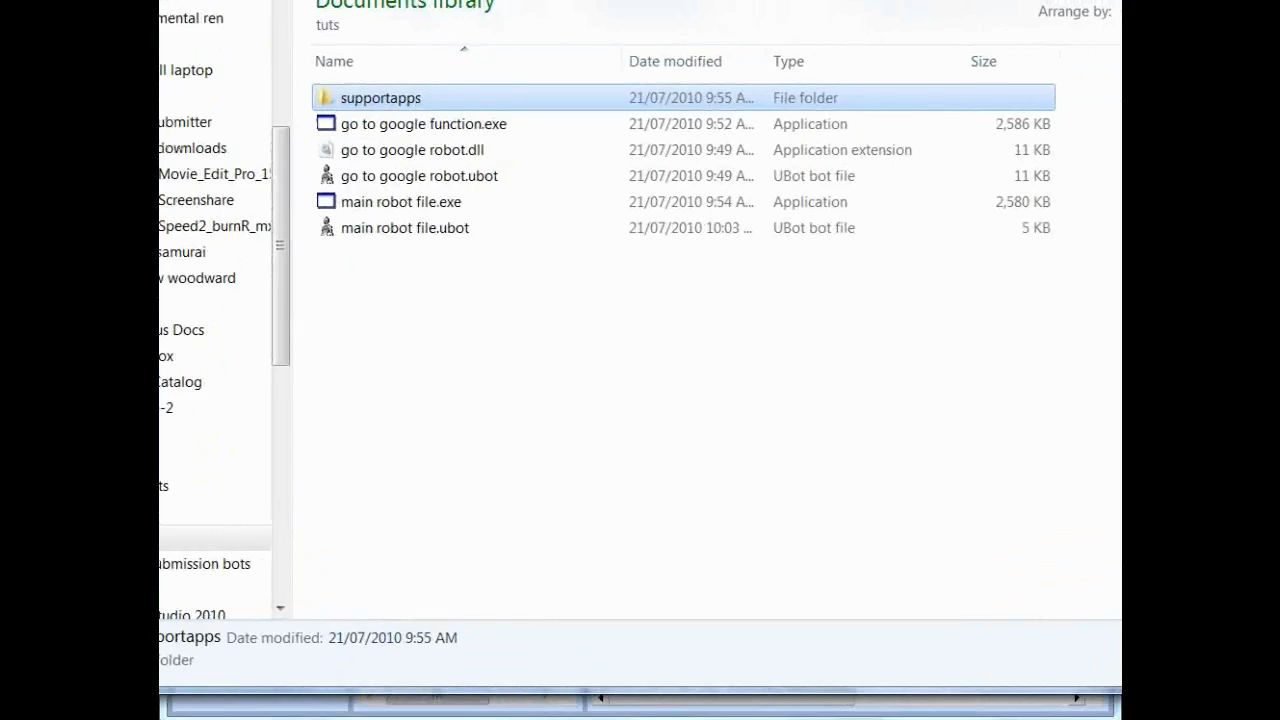 Documents library
tuts
Arrange by:
Name Date modified Type Size
supportapps 21/07/2010 9:55 A... File folder
go to google function.exe 21/07/2010 9:52 A... Application 2,586 KB
go to google robot.dll 21/07/2010 9:49 A... Application extension 11 KB
go to google robot.ubot 21/07/2010 9:49 A... UBot bot file 11 KB
main robot file.exe 21/07/2010 9:54 A... Application 2,580 KB
main robot file.ubot 21/07/2010 10:03 ... UBot bot file 5 KB
mental ren
ll laptop
ubmitter
downloads
Movie_Edit_Pro_15
Screenshare
Speed2_burnR_mx
samurai
w woodward
us Docs
ox
Catalog
-2
ts
ubmission bots
tudio 2010
portapps Date modified: 21/07/2010 9:55 AM
folder